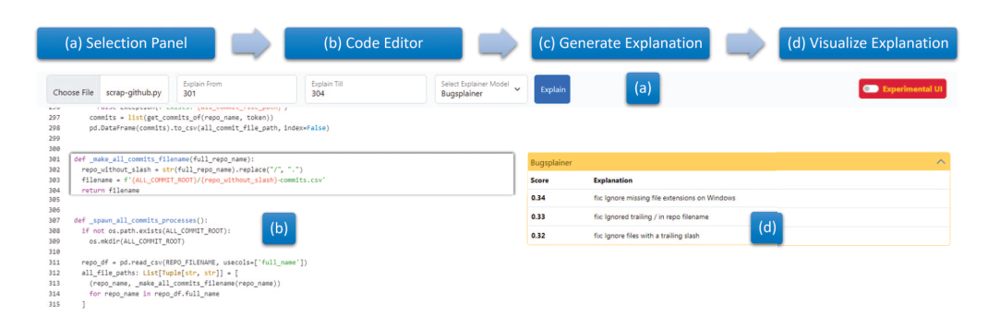 (a) Selection Panel
(b) Code Editor
(c) Generate Explanation
(d) Visualize Explanation
Choose File scrap-github.py
Explain From
301
Explain Till
304
Select Explainer Model
Bugsplainer
Explain
(a)
Experimental UI
297 commits = list(get_commits_of(repo_name, token))
298 pd.DataFrame(commits).to_csv(all_commit_file_path, index=False)
299
300
301 def _make_all_commits_filename(full_repo_name):
302 repo_without_slash = str(full_repo_name).replace("/", ".")
303 filename = f'{ALL_COMMIT_ROOT}/{repo_without_slash}-commits.csv'
304 return filename
305
306
307 def _spawn_all_commits_processes():
308 if not os.path.exists(ALL_COMMIT_ROOT):
309 os.mkdir(ALL_COMMIT_ROOT)
310
311 repo_df = pd.read_csv(REPO_FILENAME, usecols=['full_name'])
312 all_file_paths: List[Tuple[str, str]] = [
313 (repo_name, _make_all_commits_filename(repo_name))
314 for repo_name in repo_df.full_name
315 ]
(b)
Bugsplainer
Score Explanation
0.34 fix: Ignore missing file extensions on Windows
0.33 fix: Ignored trailing / in repo filename
0.32 fix: Ignore files with a trailing slash
(d)